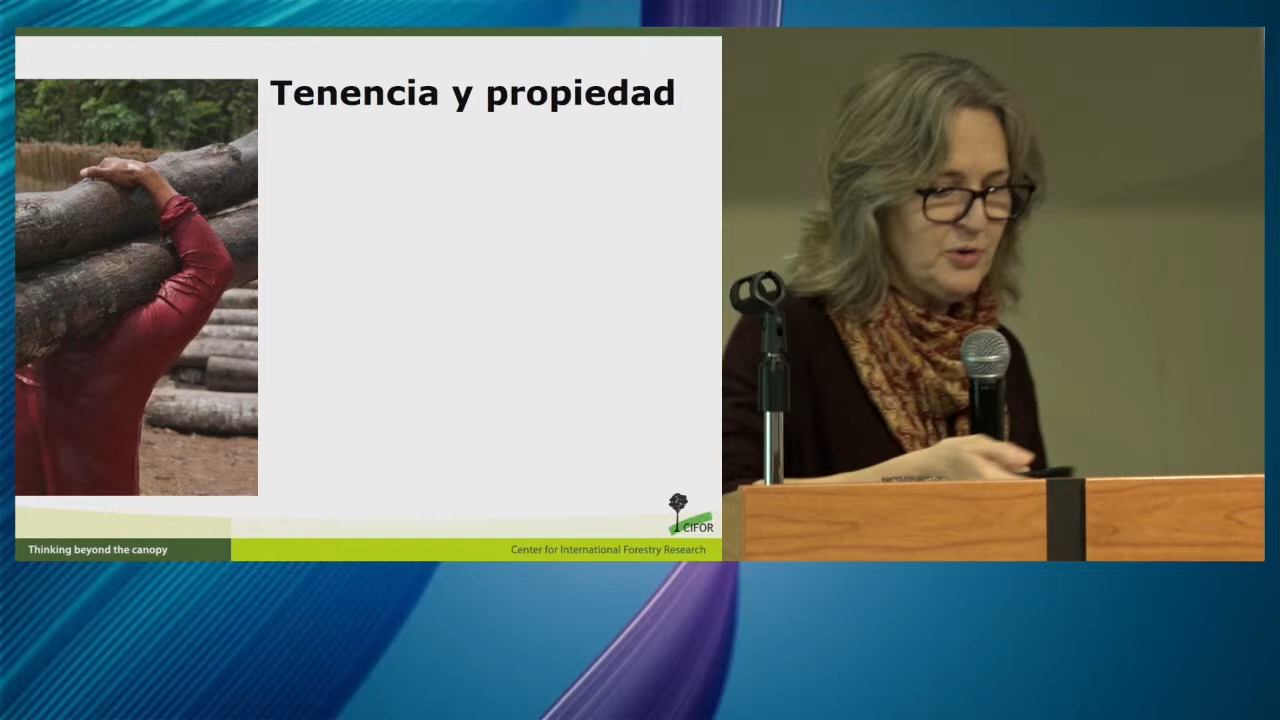 Tenencia y propiedad
CIFOR
Thinking beyond the canopy
Center for International Forestry Research